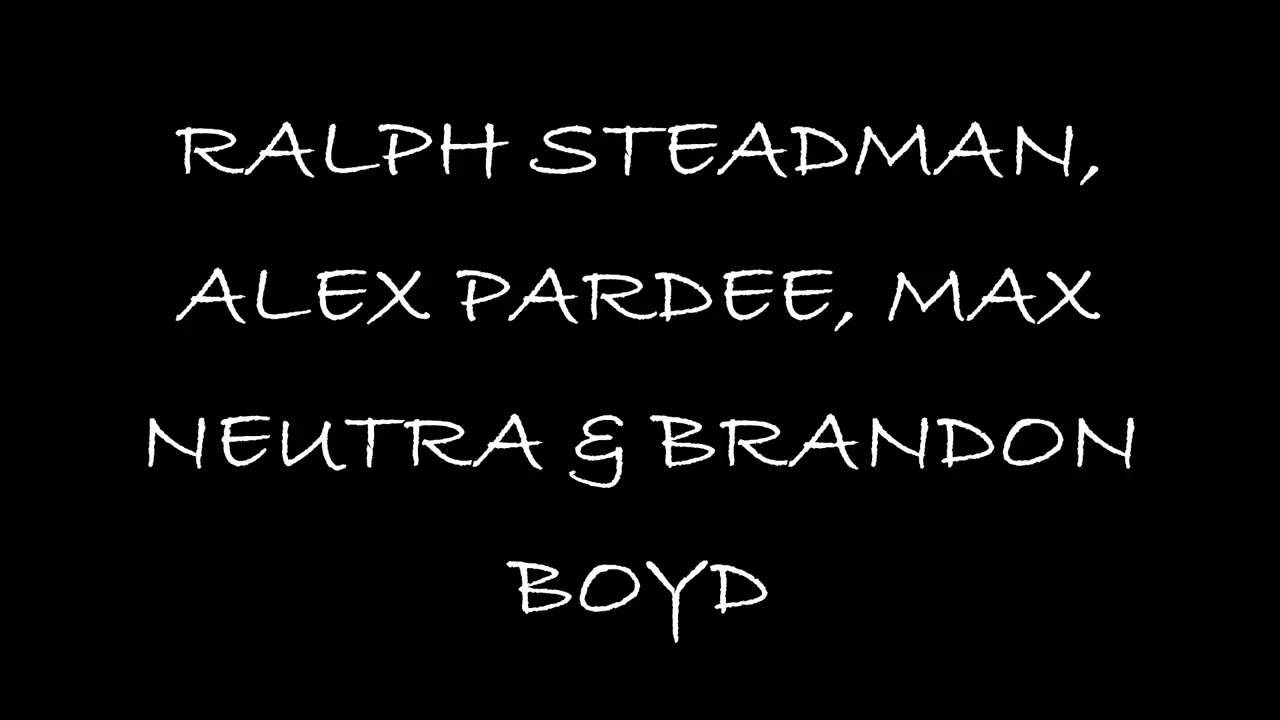 RALPH STEADMAN,
ALEX PARDEE, MAX
NEUTRA & BRANDON
BOYD